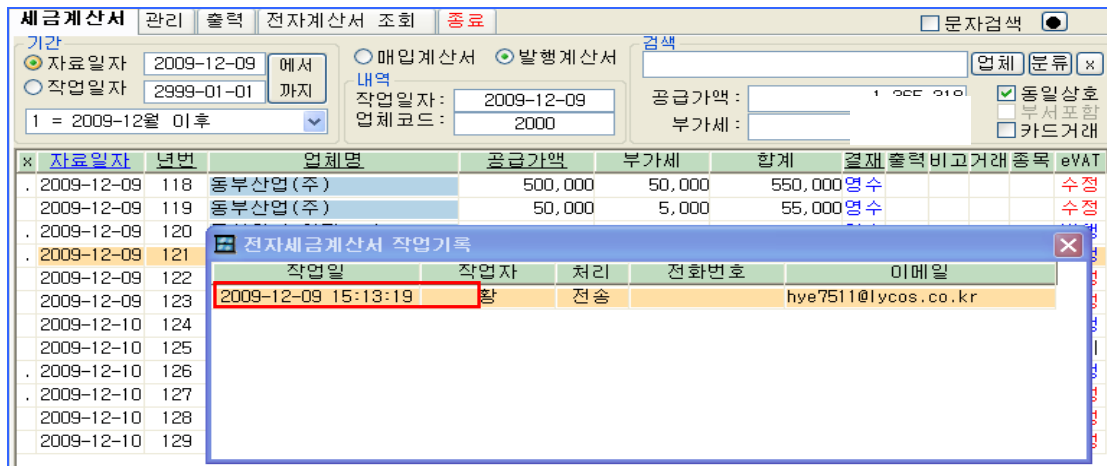 세금계산서 관리 출력 전자계산서 조회 종료 문자검색
기간 검색
자료일자 2009-12-09 에서 매입계산서 발행계산서 업체 분류 x
작업일자 2999-01-01 까지 내역
작업일자: 2009-12-09 공급가액: 동일상호
1 = 2009-12월 이후 업체코드: 2000 부가세: 부서포함
카드거래
x 자료일자 년번 업체명 공급가액 부가세 합계 결재 출력 비고 거래 종목 eVAT
. 2009-12-09 118 동부산업(주) 500,000 50,000 550,000 영수 수정
2009-12-09 119 동부산업(주) 50,000 5,000 55,000 영수 수정
. 2009-12-09 120
전자세금계산서 작업기록
. 2009-12-09 121
작업일 작업자 처리 전화번호 이메일
2009-12-09 122
2009-12-09 15:13:19 황 전송 hye7511@lycos.co.kr
2009-12-09 123
2009-12-10 124
2009-12-10 125
. 2009-12-10 126
. 2009-12-10 127
2009-12-10 128
2009-12-10 129